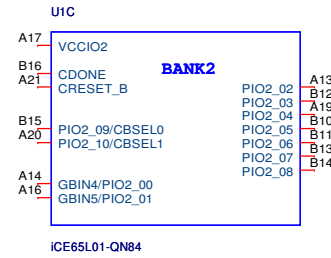 U1C
A17
VCCIO2
BANK2
B16
CDONE
A21
CRESET_B
A13
PIO2_02
B12
PIO2_03
A19
PIO2_04
B15
PIO2_09/CBSEL0
B10
PIO2_05
A20
PIO2_10/CBSEL1
B11
PIO2_06
B13
PIO2_07
B14
PIO2_08
A14
GBIN4/PIO2_00
A16
GBIN5/PIO2_01
iCE65L01-QN84